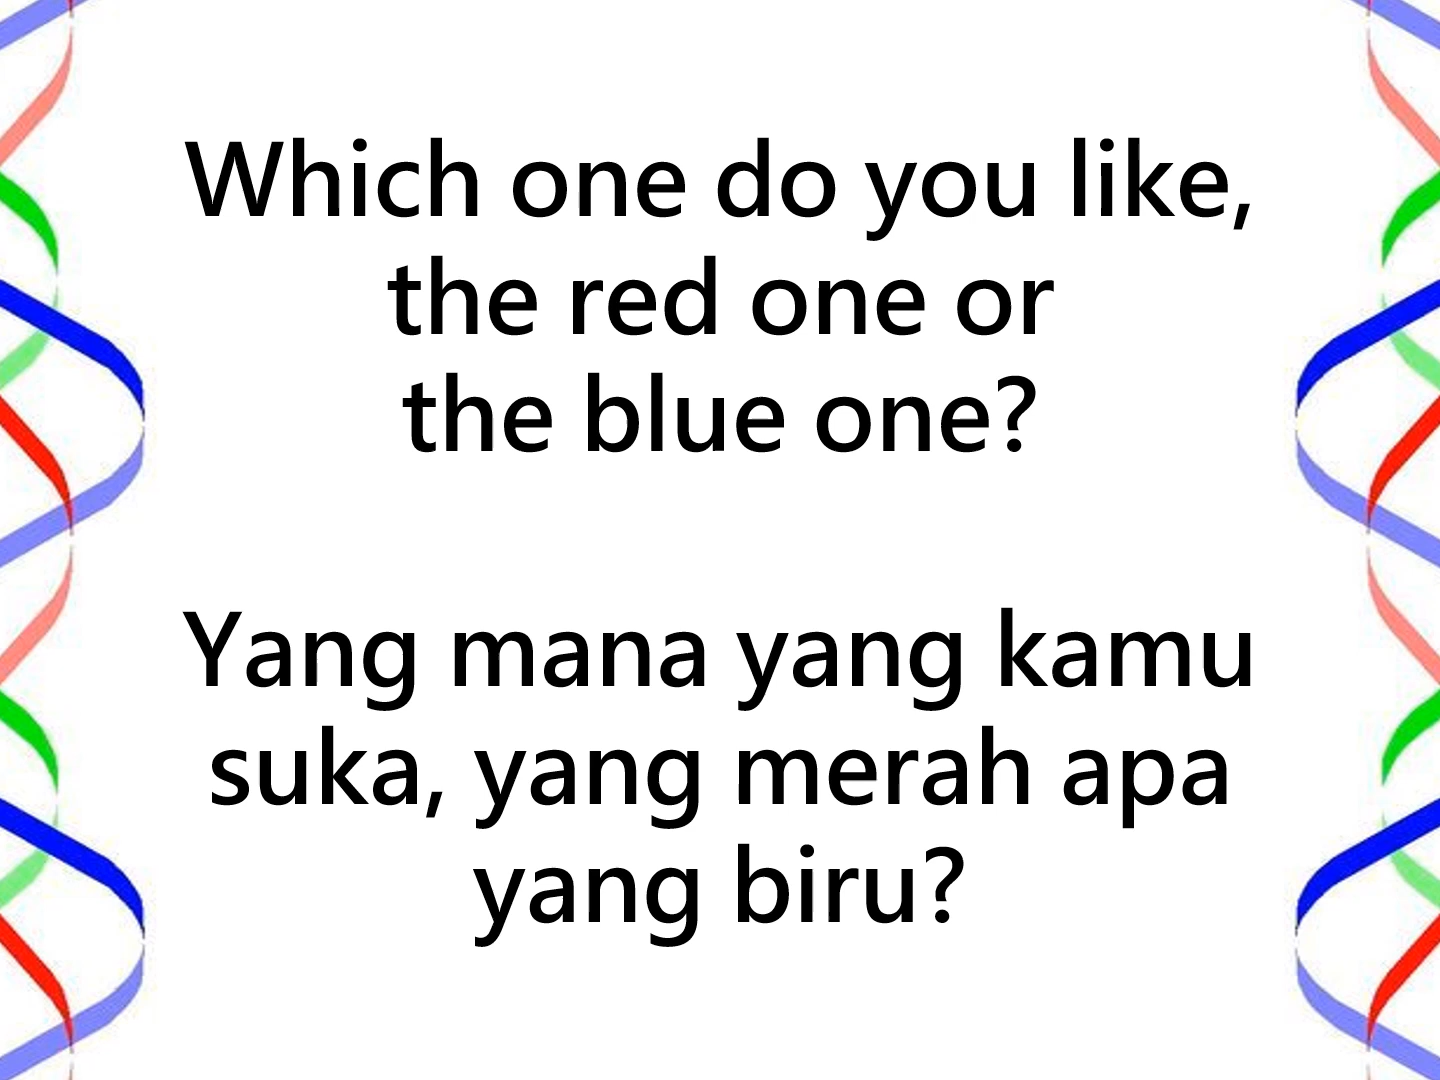 Which one do you like,
the red one or
the blue one?
Yang mana yang kamu
suka, yang merah apa
yang biru?